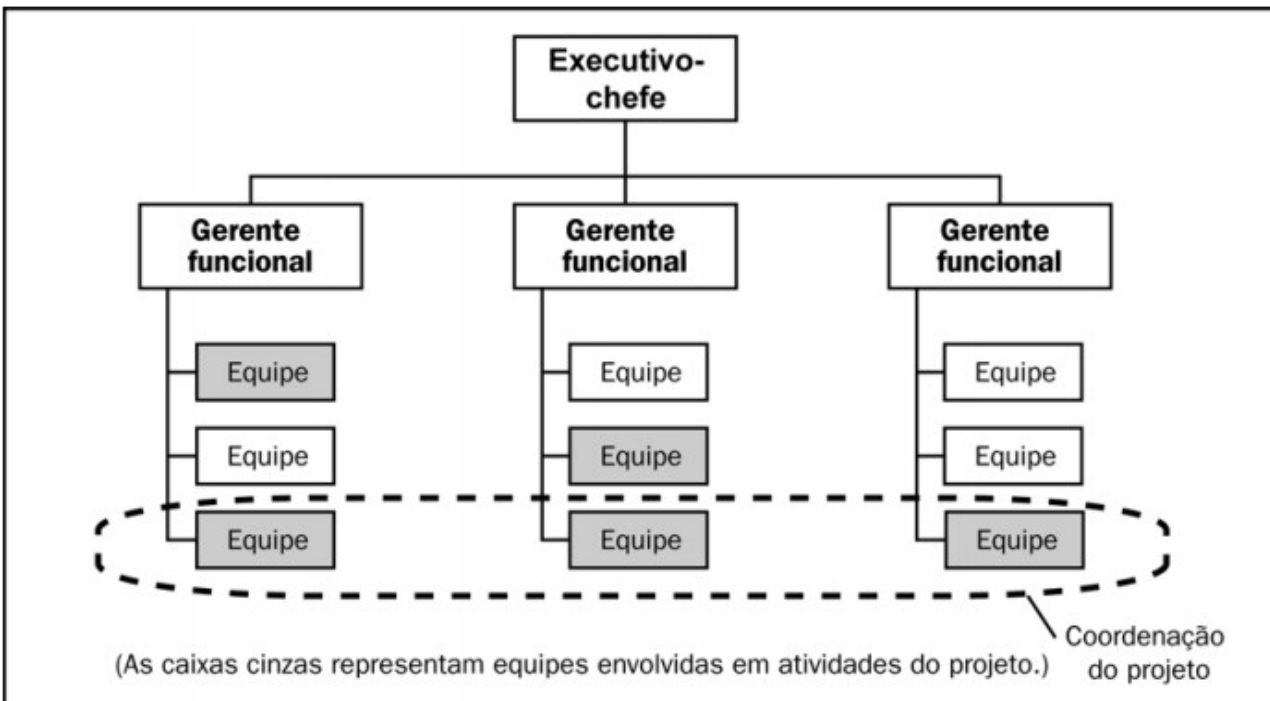 Executivo-
chefe
Gerente
funcional
Gerente
funcional
Gerente
funcional
Equipe
Equipe
Equipe
Equipe
Equipe
Equipe
Equipe
Equipe
Equipe
(As caixas cinzas representam equipes envolvidas em atividades do projeto.)
Coordenação
do projeto